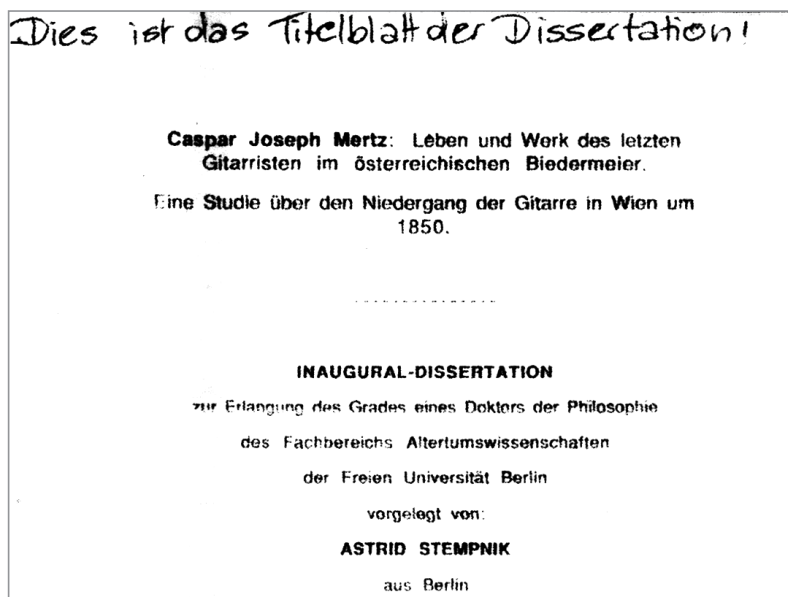 Dies ist das Titelblatt der Dissertation!
Caspar Joseph Mertz: Leben und Werk des letzten
Gitarristen im österreichischen Biedermeier.
Eine Studie über den Niedergang der Gitarre in Wien um
1850.
INAUGURAL-DISSERTATION
zur Erlangung des Grades eines Doktors der Philosophie
des Fachbereichs Altertumswissenschaften
der Freien Universität Berlin
vorgelegt von:
ASTRID STEMPNIK
aus Berlin